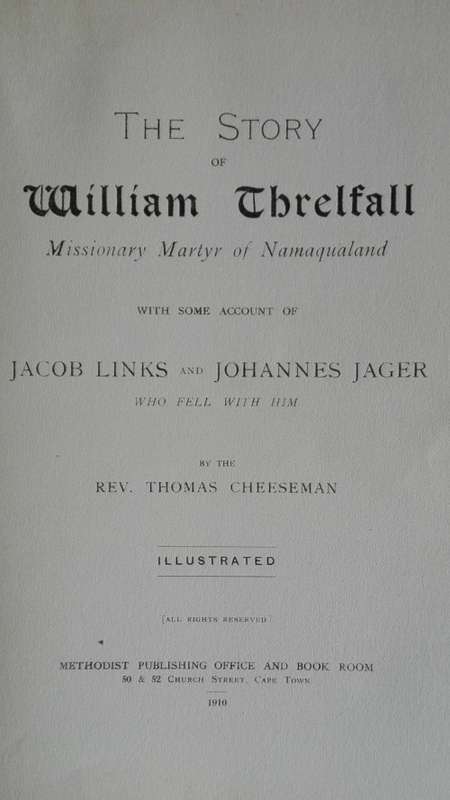 THE STORY
OF
William Threlfall
Missionary Martyr of Namaqualand
WITH SOME ACCOUNT OF
JACOB LINKS AND JOHANNES JAGER
WHO FELL WITH HIM
BY THE
REV. THOMAS CHEESEMAN
ILLUSTRATED
[ALL RIGHTS RESERVED]
METHODIST PUBLISHING OFFICE AND BOOK ROOM
50 & 52 CHURCH STREET, CAPE TOWN
1910